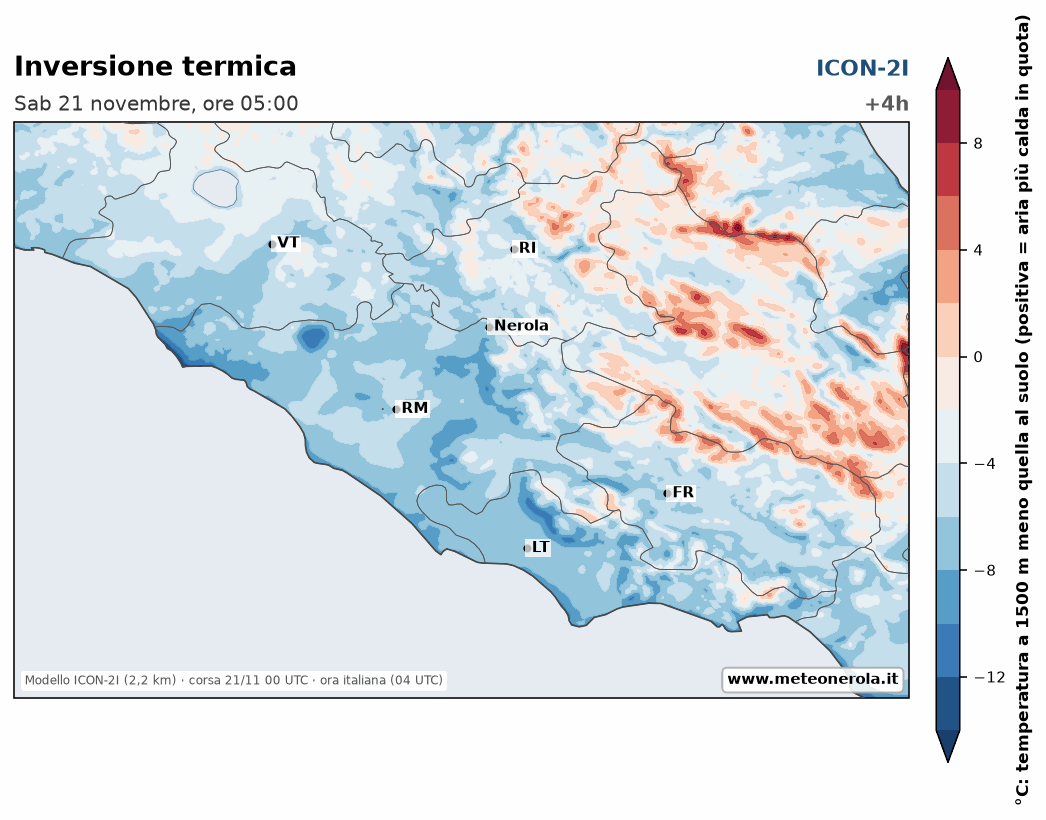 Inversione termica
ICON-2I
Sab 21 novembre, ore 05:00
+4h
VT
RI
Nerola
RM
FR
LT
Modello ICON-2I (2,2 km) · corsa 21/11 00 UTC · ora italiana (04 UTC)
www.meteonerola.it
8
4
0
−4
−8
−12
°C: temperatura a 1500 m meno quella al suolo (positiva = aria più calda in quota)